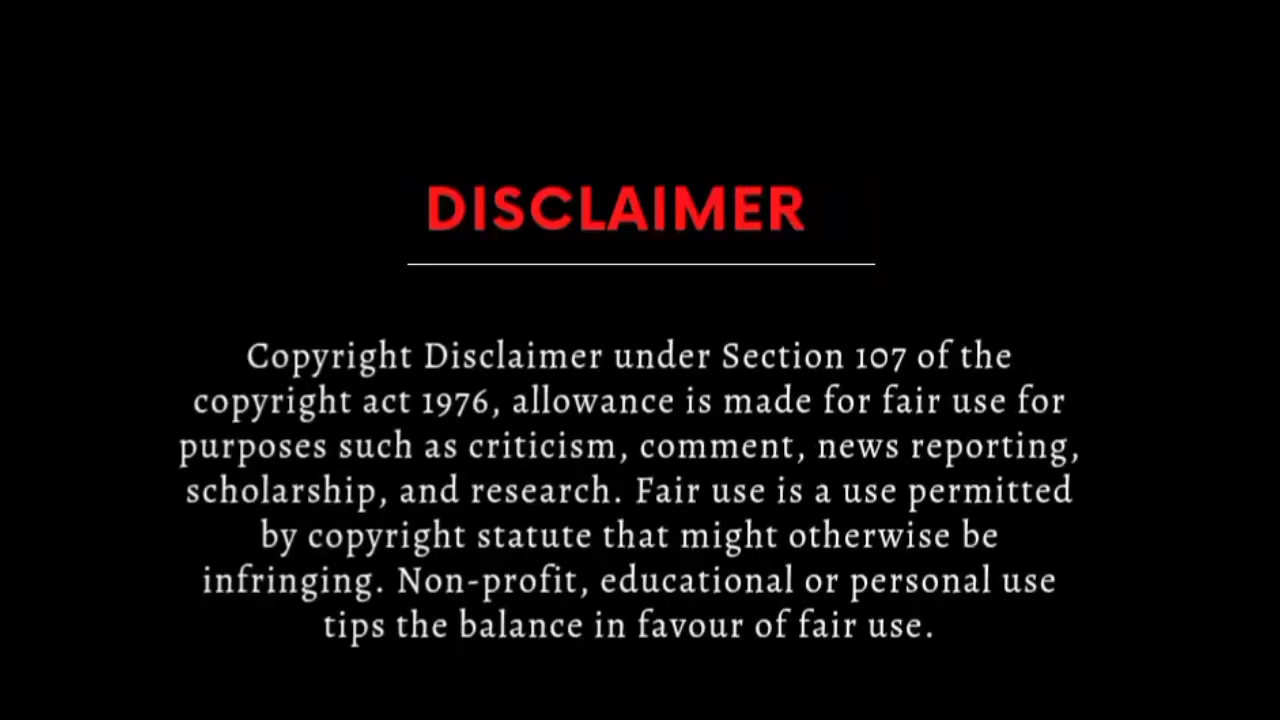 DISCLAIMER
Copyright Disclaimer under Section 107 of the
copyright act 1976, allowance is made for fair use for
purposes such as criticism, comment, news reporting,
scholarship, and research. Fair use is a use permitted
by copyright statute that might otherwise be
infringing. Non-profit, educational or personal use
tips the balance in favour of fair use.